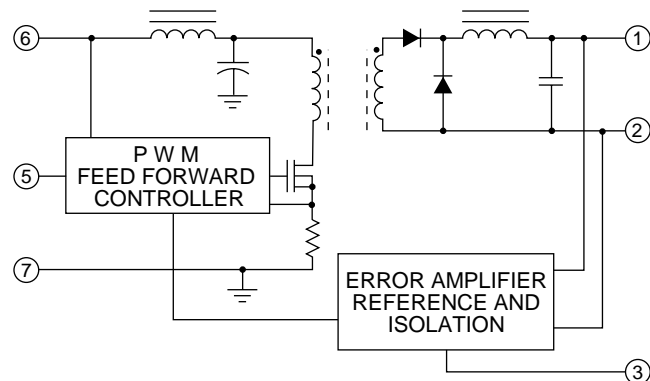 6
1
2
P W M
FEED FORWARD
CONTROLLER
5
7
ERROR AMPLIFIER
REFERENCE AND
ISOLATION
3